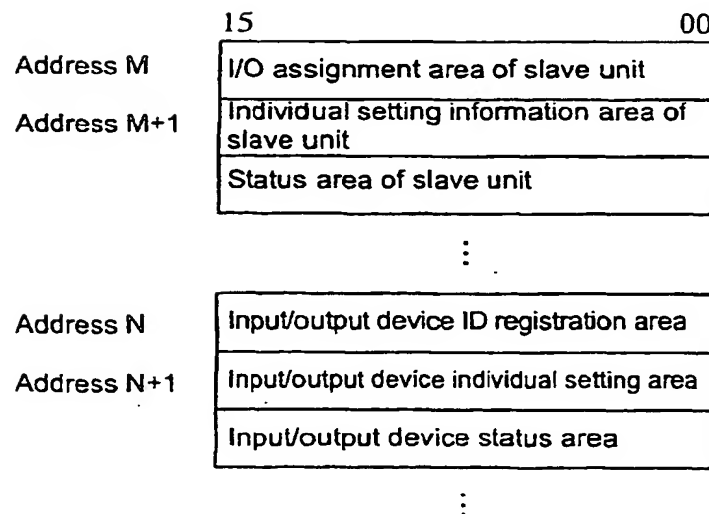 15 00
Address M I/O assignment area of slave unit
Address M+1 Individual setting information area of
slave unit
Status area of slave unit
⋮
Address N Input/output device ID registration area
Address N+1 Input/output device individual setting area
Input/output device status area
⋮